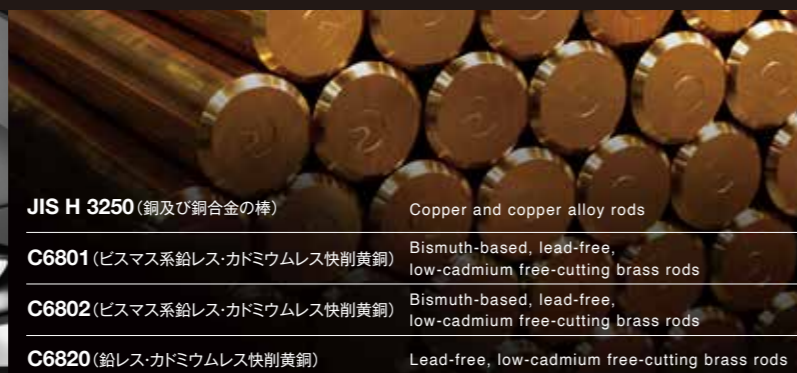 JIS H 3250（銅及び銅合金の棒） Copper and copper alloy rods
C6801（ビスマス系鉛レス・カドミウムレス快削黄銅） Bismuth-based, lead-free,
low-cadmium free-cutting brass rods
C6802（ビスマス系鉛レス・カドミウムレス快削黄銅） Bismuth-based, lead-free,
low-cadmium free-cutting brass rods
C6820（鉛レス・カドミウムレス快削黄銅） Lead-free, low-cadmium free-cutting brass rods